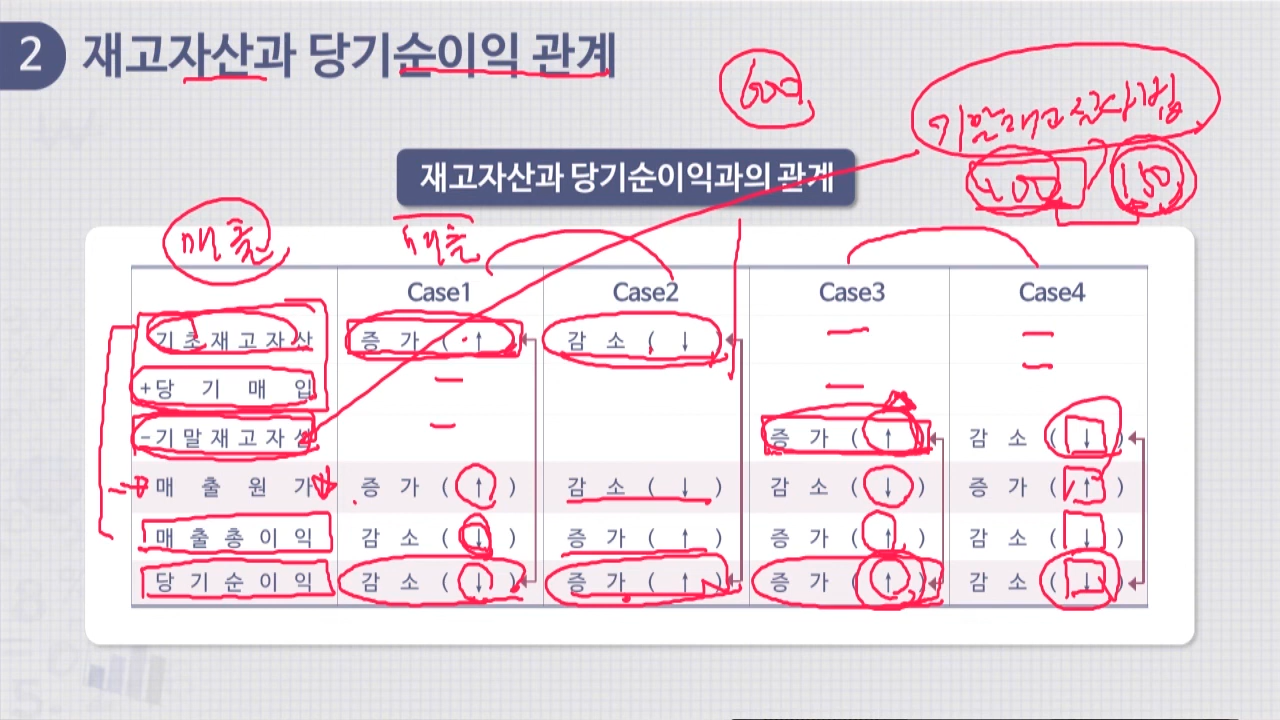 2 재고자산과 당기순이익 관계
600
기말재고실사법
재고자산과 당기순이익과의 관계
400 150
매출
매출
Case1 Case2 Case3 Case4
기초재고자산 증가(↑) 감소(↓) — —
+당기매입 — — —
-기말재고자산 — 증가(↑) 감소(↓)
매출원가 증가(↑) 감소(↓) 감소(↓) 증가(↑)
매출총이익 감소(↓) 증가(↑) 증가(↑) 감소(↓)
당기순이익 감소(↓) 증가(↑) 증가(↑) 감소(↓)